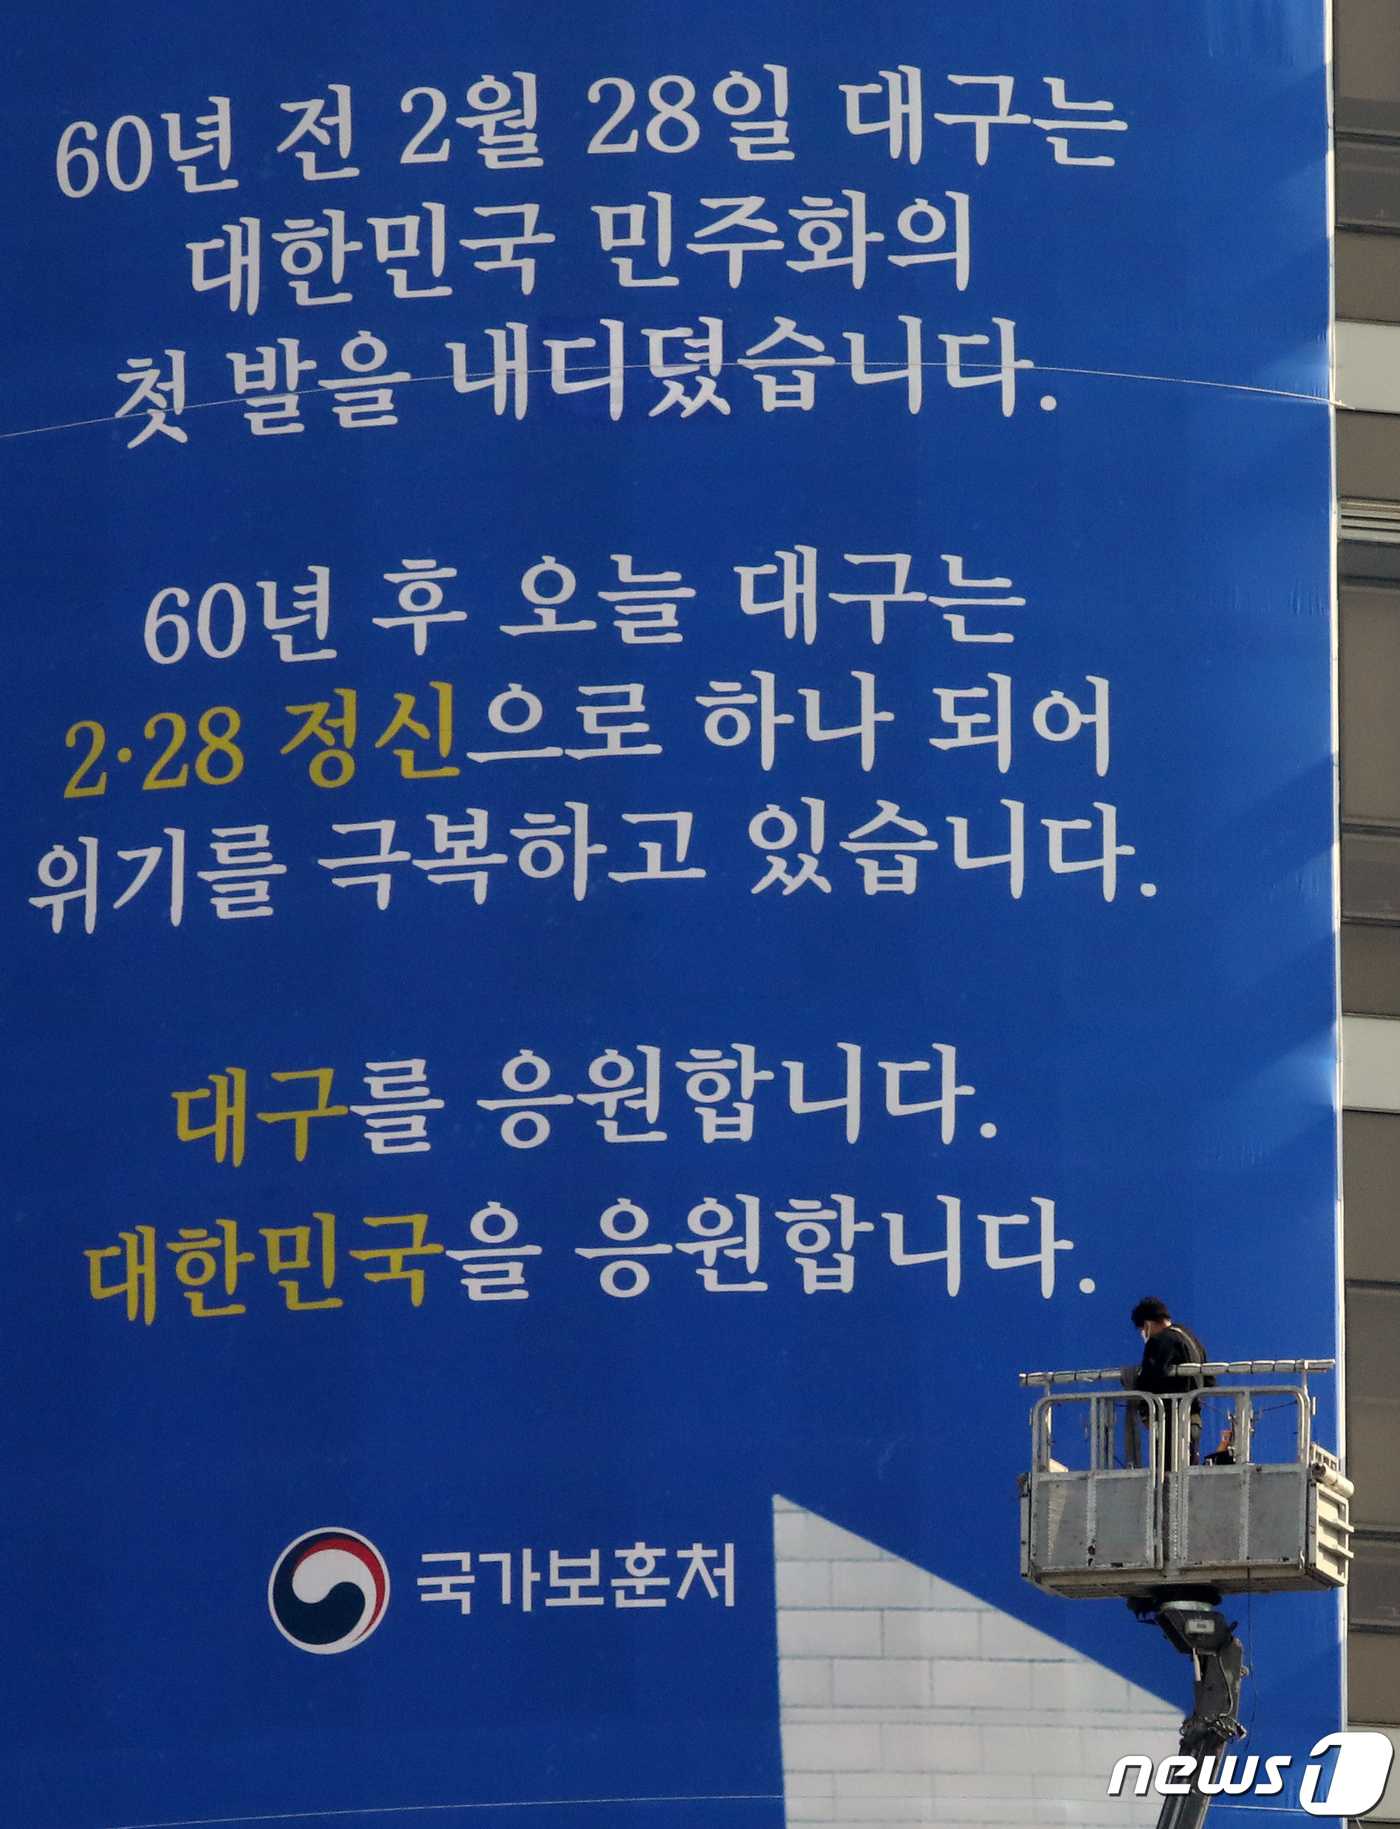 60년 전 2월 28일 대구는
대한민국 민주화의
첫 발을 내디뎠습니다.
60년 후 오늘 대구는
2·28 정신으로 하나 되어
위기를 극복하고 있습니다.
대구를 응원합니다.
대한민국을 응원합니다.
국가보훈처
news1